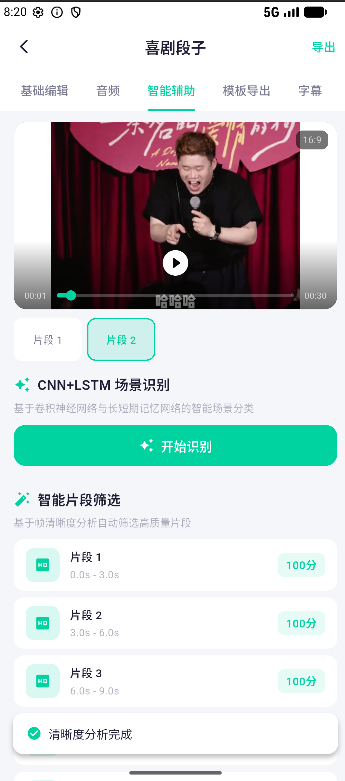 8:20
5G
喜剧段子
导出
基础编辑
音频
智能辅助
模板导出
字幕
16:9
00:01
哈哈哈
00:30
片段 1
片段 2
CNN+LSTM 场景识别
基于卷积神经网络与长短期记忆网络的智能场景分类
开始识别
智能片段筛选
基于帧清晰度分析自动筛选高质量片段
HD
片段 1
0.0s - 3.0s
100分
HD
片段 2
3.0s - 6.0s
100分
HD
片段 3
6.0s - 9.0s
100分
清晰度分析完成